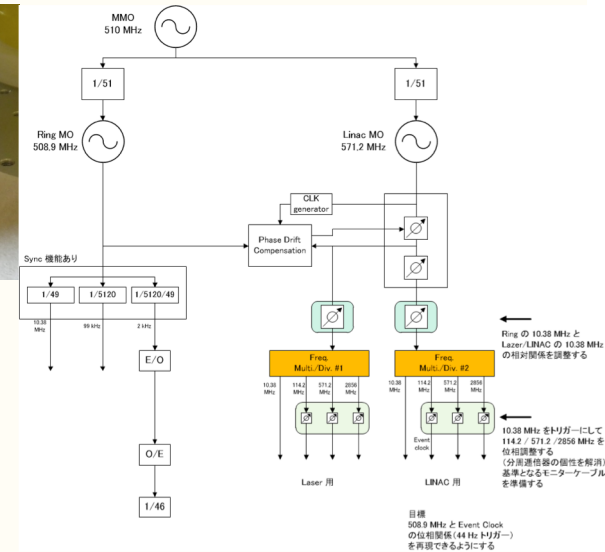 MMO
510 MHz
1/51
1/51
Ring MO
508.9 MHz
Linac MO
571.2 MHz
CLK
generator
Phase Drift
Compensation
Sync 機能あり
1/49
1/5120
1/5120/49
10.38
MHz
99 kHz
2 kHz
E/O
O/E
1/46
Freq.
Multi./Div. #1
Freq.
Multi./Div. #2
10.38
MHz
114.2
MHz
571.2
MHz
2856
MHz
10.38
MHz
114.2
MHz
571.2
MHz
2856
MHz
Event
clock
Laser 用
LINAC 用
Ring の 10.38 MHz と
Lazer/LINAC の 10.38 MHz
の相対関係を調整する
10.38 MHz をトリガーにして
114.2 / 571.2 /2856 MHz を
位相調整する
（分周逓倍器の個性を解消）
基準となるモニターケーブル
を準備する
目標
508.9 MHz と Event Clock
の位相関係（44 Hz トリガー）
を再現できるようにする